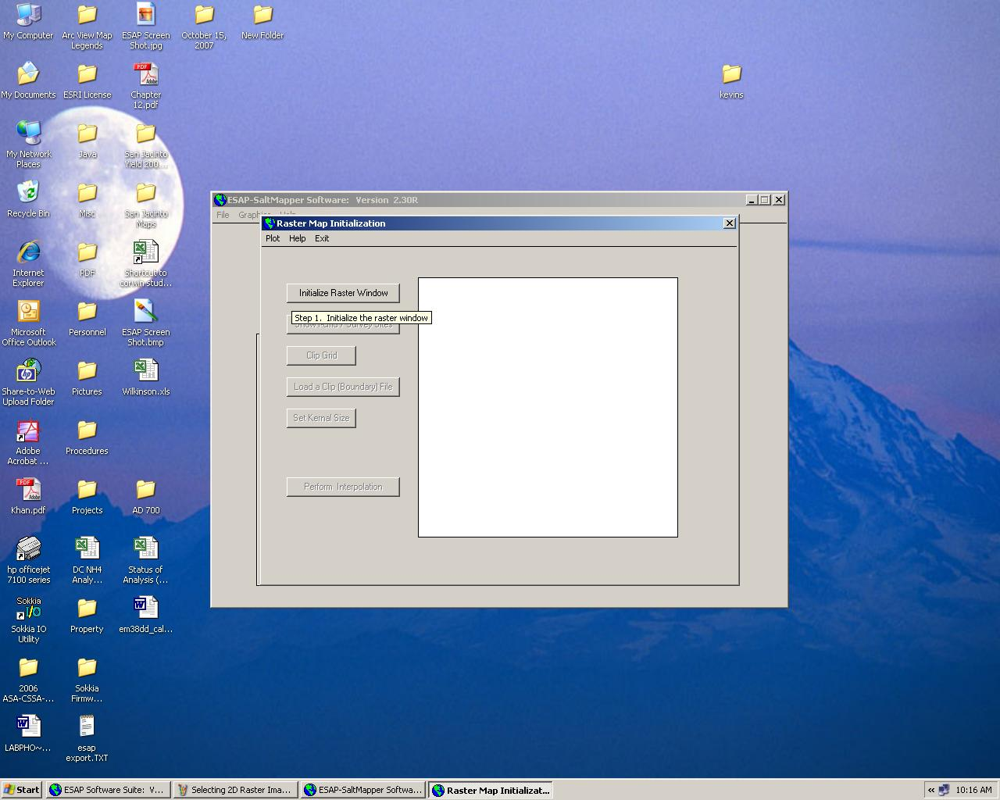 My Computer
Arc View Map
Legends
ESAP Screen
Shot.jpg
October 15,
2007
New Folder
My Documents
ESRI License
PDF
Adobe
Chapter
12.pdf
kevins
My Network
Places
Java
San Jacinto
Yield 200...
Recycle Bin
Misc
San Jacinto
Maps
Internet
Explorer
PDF
Shortcut to
corwin stud...
Microsoft
Office Outlook
Personnel
ESAP Screen
Shot.bmp
Share-to-Web
Upload Folder
Pictures
Wilkinson.xls
Adobe
Acrobat ...
Procedures
PDF
Adobe
Khan.pdf
Projects
AD 700
hp officejet
7100 series
DC NH4
Analy...
Status of
Analysis (...
Sokkia
I/O
Sokkia IO
Utility
Property
em38dd_cal...
2006
ASA-CSSA-...
Sokkia
Firmw...
LABPHO~...
esap
export.TXT
ESAP-SaltMapper Software: Version 2.30R
File Graphics Help
Raster Map Initialization
Plot Help Exit
Initialize Raster Window
Step 1. Initialize the raster window
Survey Sites
Clip Grid
Load a Clip (Boundary) File
Set Kernal Size
Perform Interpolation
Start
ESAP Software Suite: V...
Selecting 2D Raster Ima...
ESAP-SaltMapper Softwa...
Raster Map Initializat...
«
10:16 AM